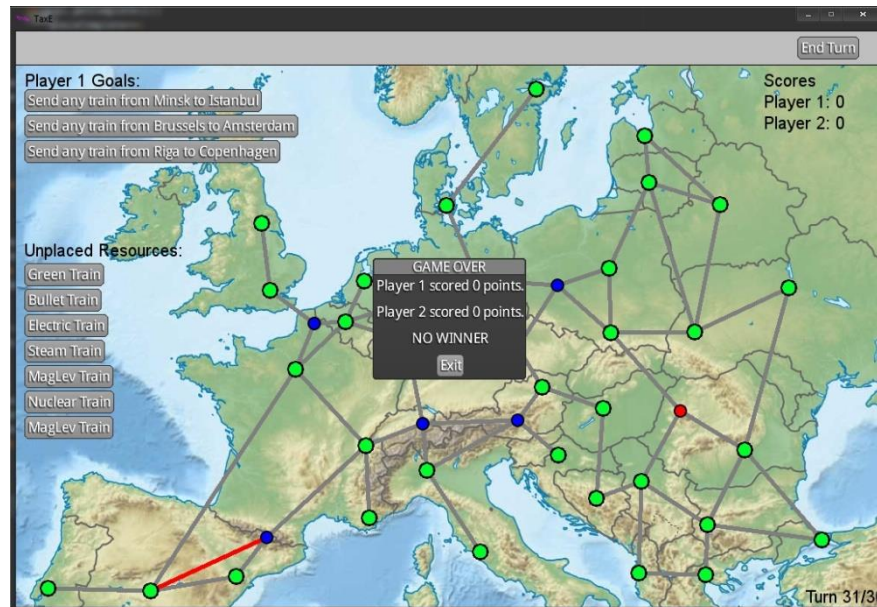 TaxE
End Turn
Player 1 Goals:
Send any train from Minsk to Istanbul
Send any train from Brussels to Amsterdam
Send any train from Riga to Copenhagen
Scores
Player 1: 0
Player 2: 0
Unplaced Resources:
Green Train
Bullet Train
Electric Train
Steam Train
MagLev Train
Nuclear Train
MagLev Train
GAME OVER
Player 1 scored 0 points.
Player 2 scored 0 points.
NO WINNER
Exit
Turn 31/30